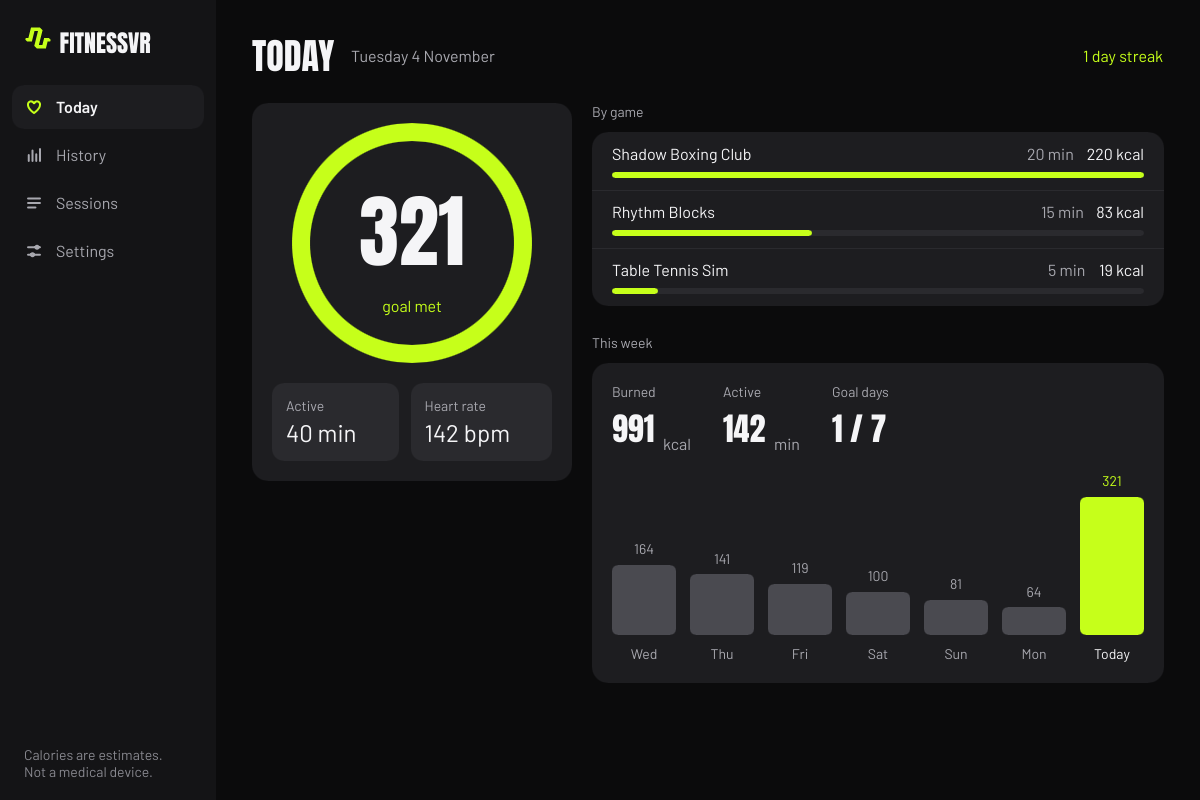 FITNESSVR
Today
History
Sessions
Settings
Calories are estimates.
Not a medical device.
TODAY Tuesday 4 November
1 day streak
321
goal met
Active
40 min
Heart rate
142 bpm
By game
Shadow Boxing Club 20 min 220 kcal
Rhythm Blocks 15 min 83 kcal
Table Tennis Sim 5 min 19 kcal
This week
Burned
991 kcal
Active
142 min
Goal days
1 / 7
164 141 119 100 81 64 321
Wed Thu Fri Sat Sun Mon Today